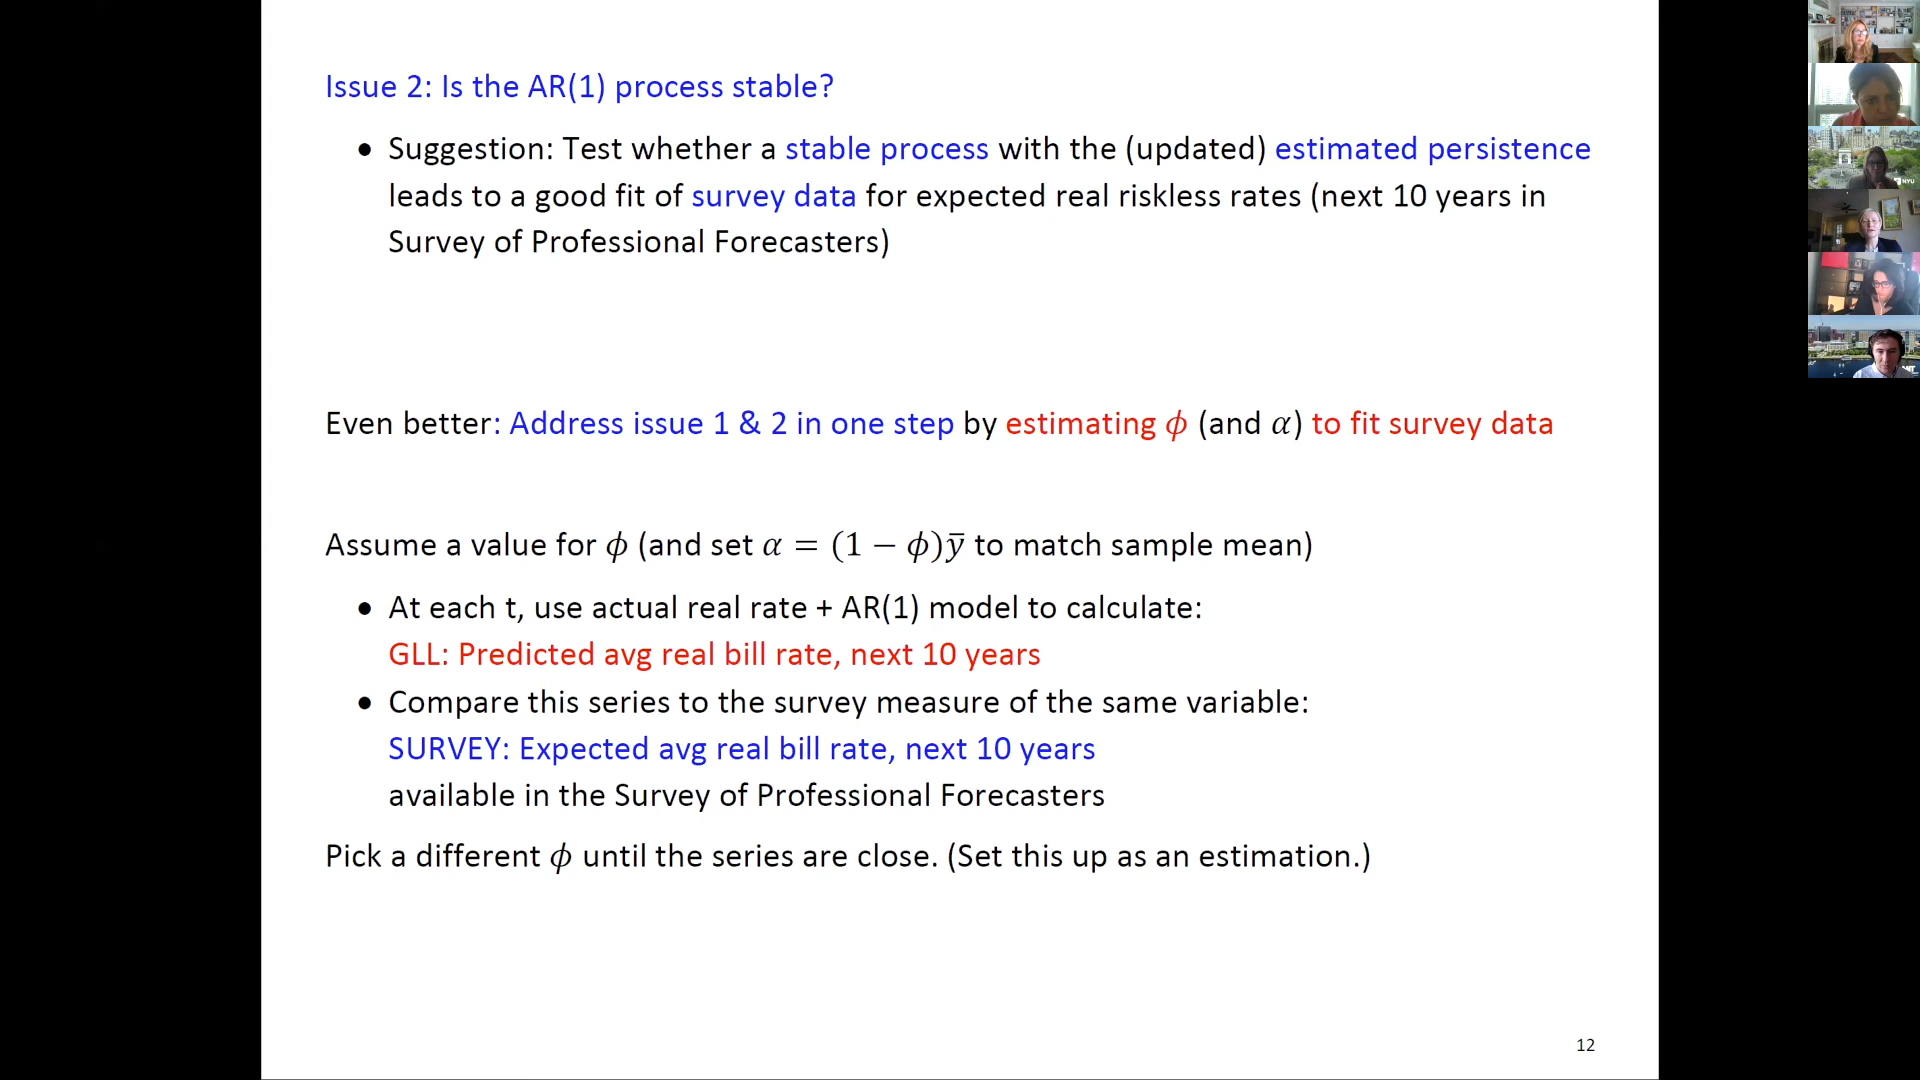 Issue 2: Is the AR(1) process stable?
• Suggestion: Test whether a stable process with the (updated) estimated persistence
leads to a good fit of survey data for expected real riskless rates (next 10 years in
Survey of Professional Forecasters)
Even better: Address issue 1 & 2 in one step by estimating ϕ (and α) to fit survey data
Assume a value for ϕ (and set α = (1 − ϕ)ȳ to match sample mean)
• At each t, use actual real rate + AR(1) model to calculate:
GLL: Predicted avg real bill rate, next 10 years
• Compare this series to the survey measure of the same variable:
SURVEY: Expected avg real bill rate, next 10 years
available in the Survey of Professional Forecasters
Pick a different ϕ until the series are close. (Set this up as an estimation.)
12
NYU